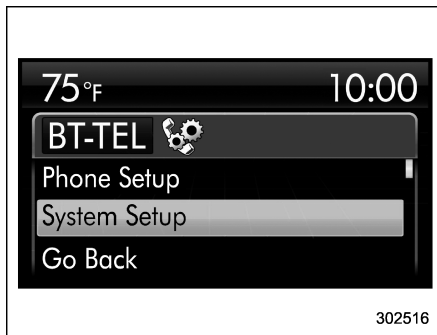 75°F 10:00
BT-TEL
Phone Setup
System Setup
Go Back
302516